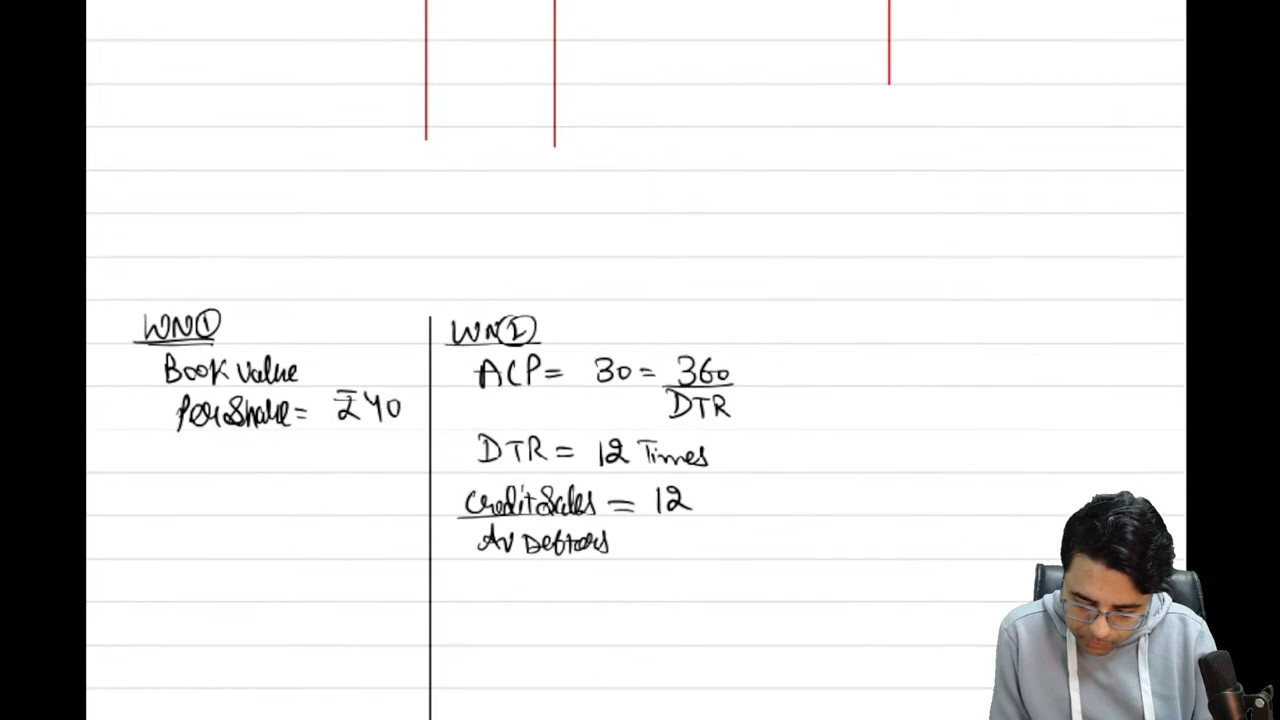 WN①
Book Value
Per Share = ₹40
WN②
ACP = 30 = 360
DTR
DTR = 12 Times
Credit Sales = 12
Av Debtors